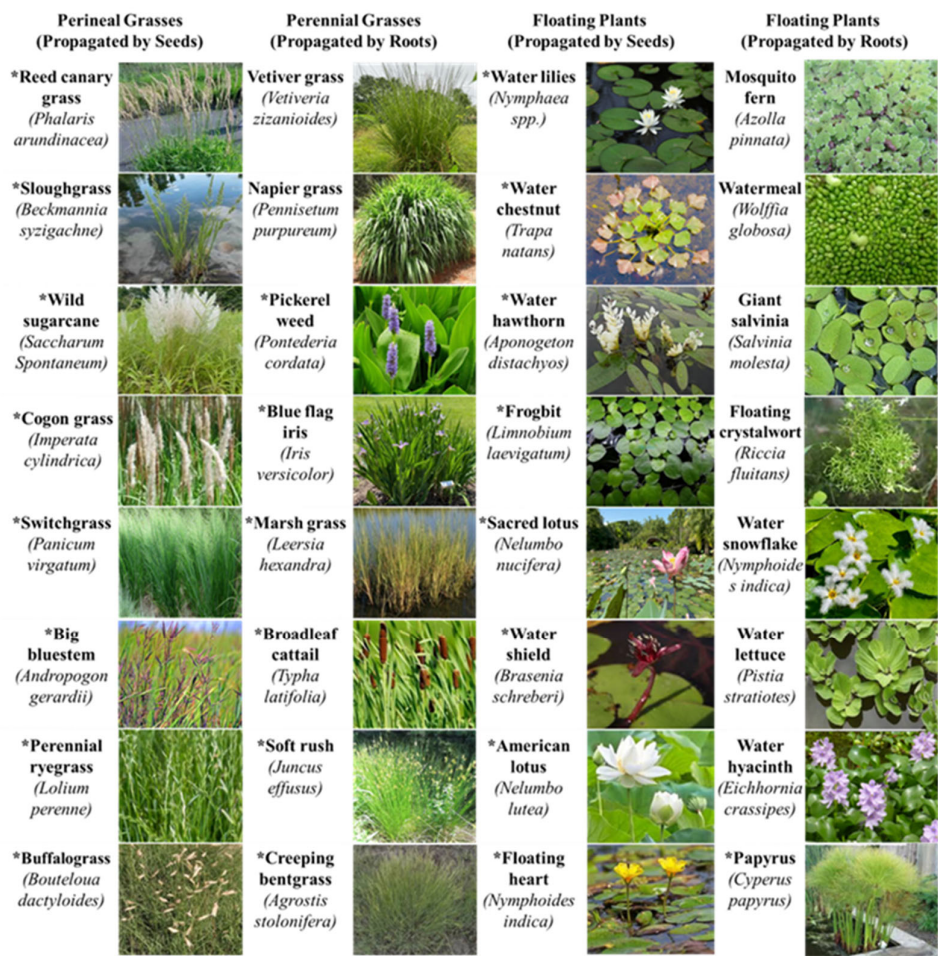 Perineal Grasses
(Propagated by Seeds)
*Reed canary
grass
(Phalaris
arundinacea)
*Sloughgrass
(Beckmannia
syzigachne)
*Wild
sugarcane
(Saccharum
Spontaneum)
*Cogon grass
(Imperata
cylindrica)
*Switchgrass
(Panicum
virgatum)
*Big
bluestem
(Andropogon
gerardii)
*Perennial
ryegrass
(Lolium
perenne)
*Buffalograss
(Bouteloua
dactyloides)
Perennial Grasses
(Propagated by Roots)
Vetiver grass
(Vetiveria
zizanioides)
Napier grass
(Pennisetum
purpureum)
*Pickerel
weed
(Pontederia
cordata)
*Blue flag
iris
(Iris
versicolor)
*Marsh grass
(Leersia
hexandra)
*Broadleaf
cattail
(Typha
latifolia)
*Soft rush
(Juncus
effusus)
*Creeping
bentgrass
(Agrostis
stolonifera)
Floating Plants
(Propagated by Seeds)
*Water lilies
(Nymphaea
spp.)
*Water
chestnut
(Trapa
natans)
*Water
hawthorn
(Aponogeton
distachyos)
*Frogbit
(Limnobium
laevigatum)
*Sacred lotus
(Nelumbo
nucifera)
*Water
shield
(Brasenia
schreberi)
*American
lotus
(Nelumbo
lutea)
*Floating
heart
(Nymphoides
indica)
Floating Plants
(Propagated by Roots)
Mosquito
fern
(Azolla
pinnata)
Watermeal
(Wolffia
globosa)
Giant
salvinia
(Salvinia
molesta)
Floating
crystalwort
(Riccia
fluitans)
Water
snowflake
(Nymphoide
s indica)
Water
lettuce
(Pistia
stratiotes)
Water
hyacinth
(Eichhornia
crassipes)
*Papyrus
(Cyperus
papyrus)